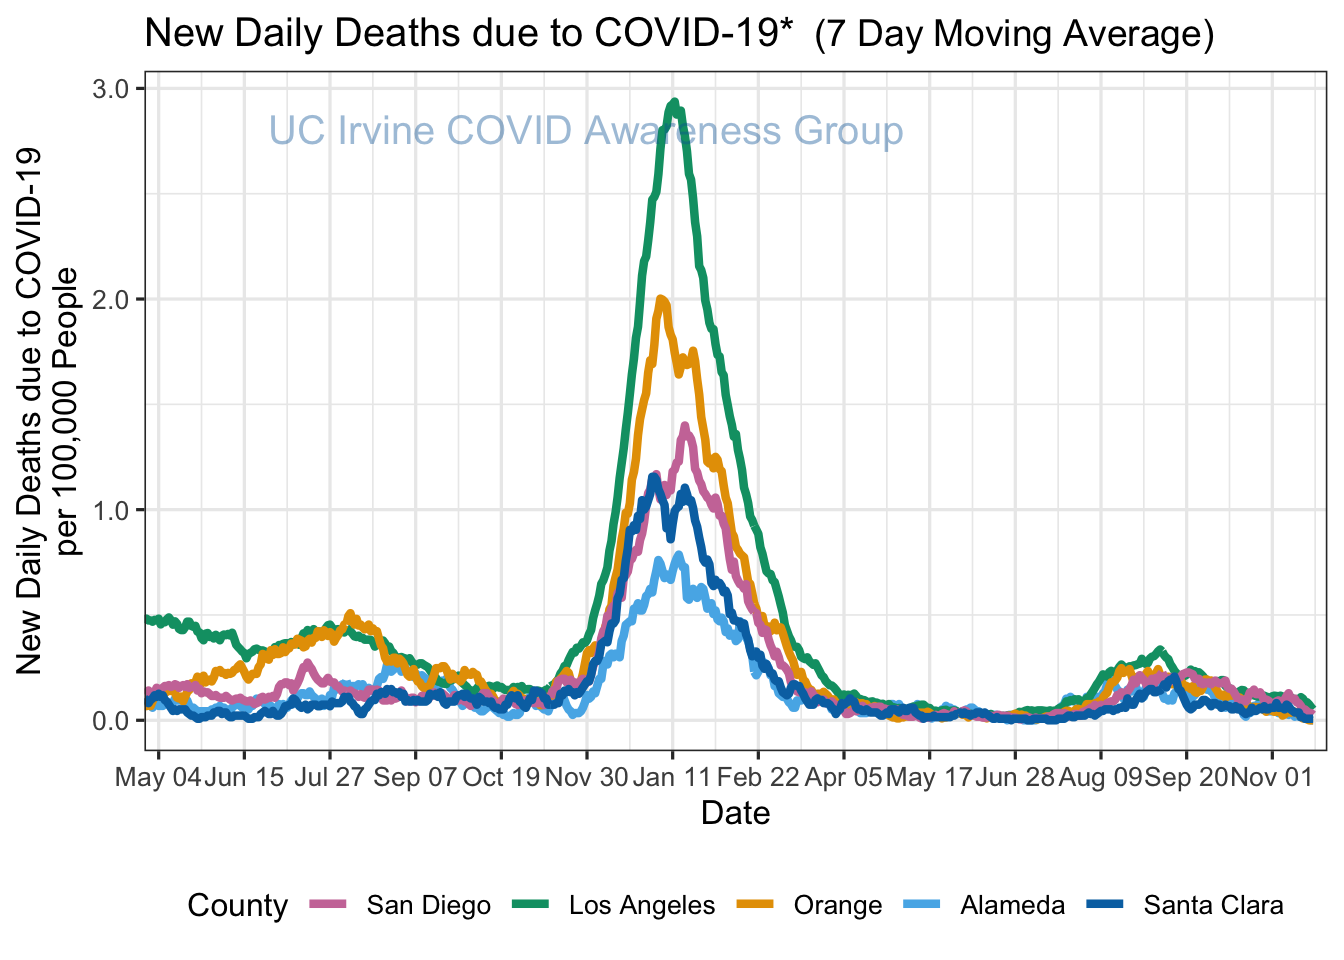 New Daily Deaths due to COVID-19* (7 Day Moving Average)
UC Irvine COVID Awareness Group
New Daily Deaths due to COVID-19
per 100,000 People
3.0
2.0
1.0
0.0
May 04 Jun 15 Jul 27 Sep 07 Oct 19 Nov 30 Jan 11 Feb 22 Apr 05 May 17 Jun 28 Aug 09 Sep 20 Nov 01
Date
County San Diego Los Angeles Orange Alameda Santa Clara